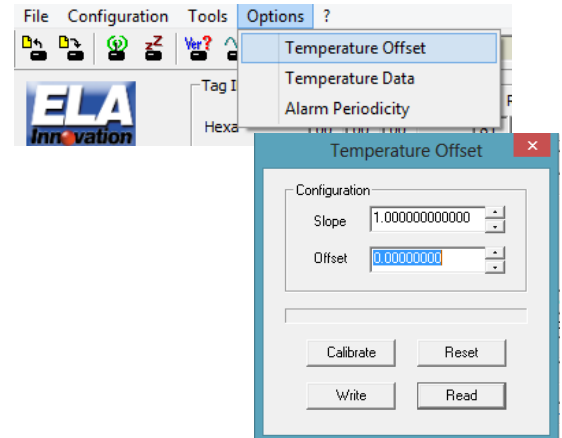 File Configuration Tools Options ?
Ver?
Temperature Offset
Temperature Data
Alarm Periodicity
Tag I
Hexa
ELA
Innovation
Temperature Offset
Configuration
Slope 1.000000000000
Offset 0.00000000
Calibrate Reset
Write Read